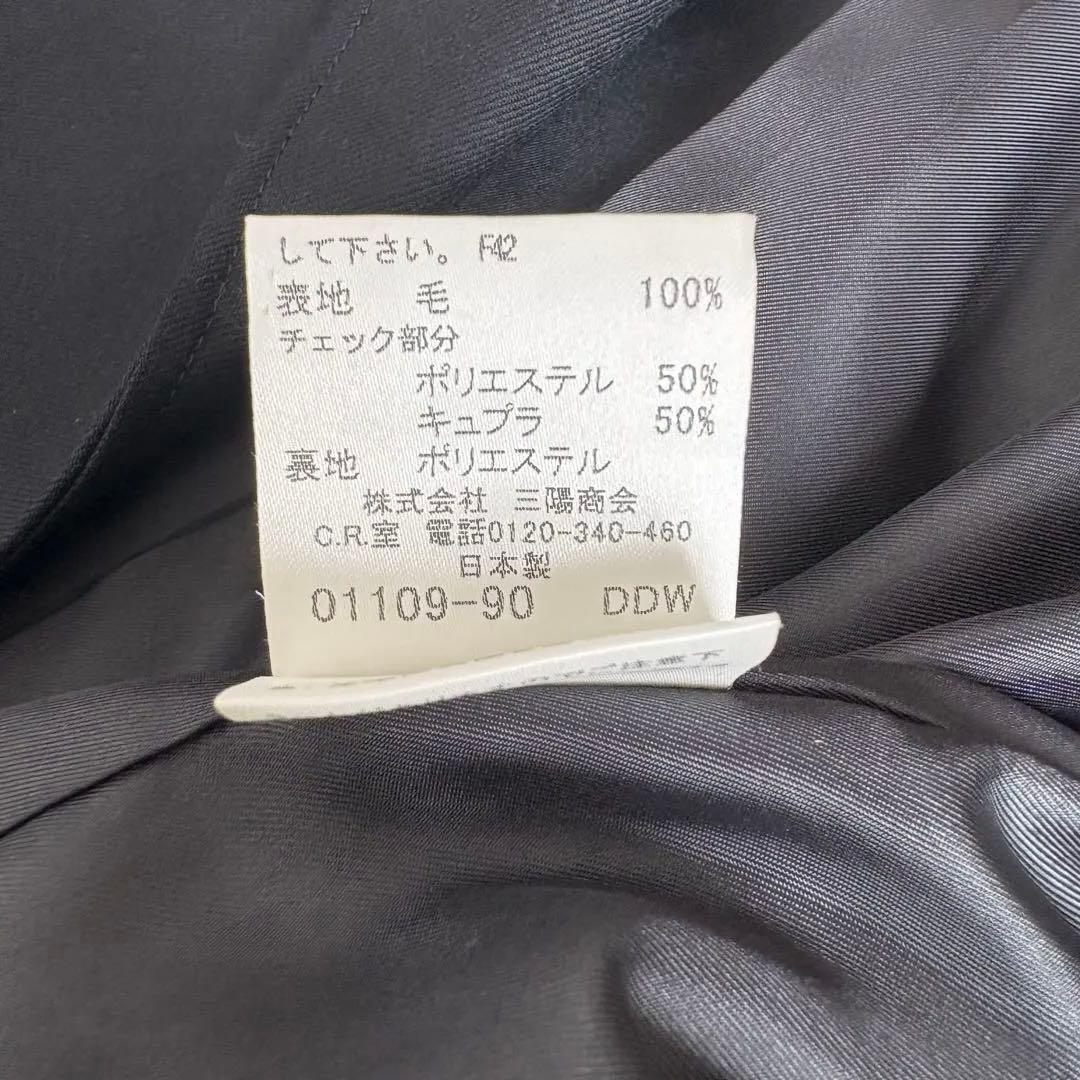 して下さい。 F42
表地 毛 100%
チェック部分
ポリエステル 50%
キュプラ 50%
裏地 ポリエステル
株式会社 三陽商会
C.R.室 電話0120-340-460
日本製
01109-90 DDW